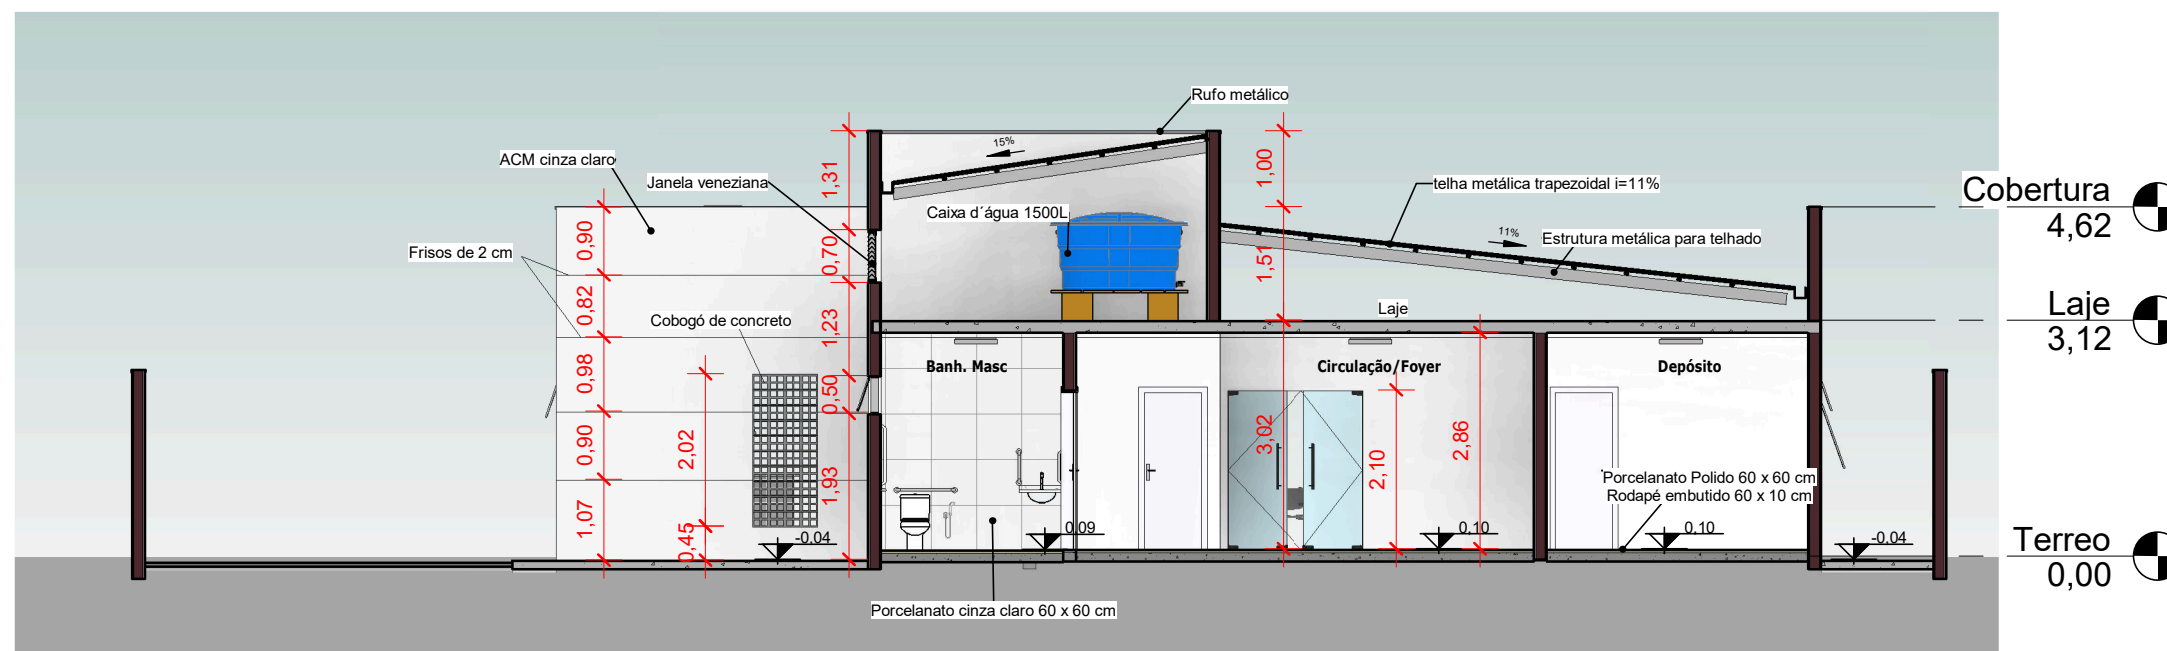 Rufo metálico
15%
ACM cinza claro
Janela veneziana
telha metálica trapezoidal i=11%
Cobertura
4,62
Caixa d´água 1500L
11%
Estrutura metálica para telhado
Frisos de 2 cm
1,31
1,00
0,90
0,70
1,51
0,82
Laje
3,12
Cobogó de concreto
1,23
Laje
Banh. Masc
Circulação/Foyer
Depósito
0,98
0,50
0,90
2,02
1,93
3,02
2,10
2,86
Porcelanato Polido 60 x 60 cm
Rodapé embutido 60 x 10 cm
1,07
0,45
-0.04
0,09
0,10
0,10
-0.04
Terreo
0,00
Porcelanato cinza claro 60 x 60 cm